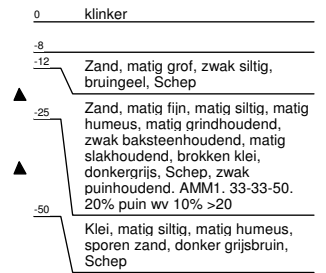 0 klinker
-8
-12 Zand, matig grof, zwak siltig,
bruingeel, Schep
-25 Zand, matig fijn, matig siltig, matig
humeus, matig grindhoudend,
zwak baksteenhoudend, matig
slakhoudend, brokken klei,
donkergrijs, Schep, zwak
puinhoudend. AMM1. 33-33-50.
20% puin wv 10% >20
-50 Klei, matig siltig, matig humeus,
sporen zand, donker grijsbruin,
Schep